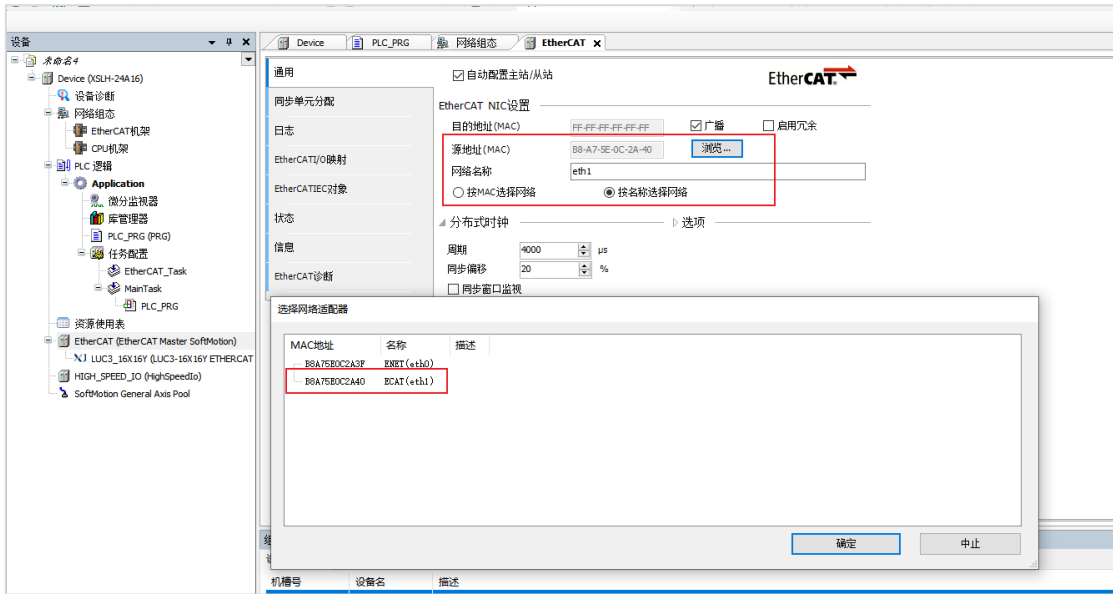 Device
PLC_PRG
网络组态
EtherCAT
设备
未命名4
Device (XSLH-24A16)
设备诊断
网络组态
EtherCAT机架
CPU机架
PLC 逻辑
Application
微分监视器
库管理器
PLC_PRG (PRG)
任务配置
EtherCAT_Task
MainTask
PLC_PRG
资源使用表
EtherCAT (EtherCAT Master SoftMotion)
LUC3_16X16Y (LUC3-16X16Y ETHERCAT
HIGH_SPEED_IO (HighSpeedIo)
SoftMotion General Axis Pool
通用
同步单元分配
日志
EtherCATI/O映射
EtherCATIEC对象
状态
信息
EtherCAT诊断
自动配置主站/从站
EtherCAT
EtherCAT NIC设置
目的地址(MAC) FF-FF-FF-FF-FF-FF 广播 启用冗余
源地址(MAC) B8-A7-5E-0C-2A-40 浏览...
网络名称 eth1
按MAC选择网络 按名称选择网络
分布式时钟 选项
周期 4000 µs
同步偏移 20 %
同步窗口监视
选择网络适配器
MAC地址 名称 描述
B8A75E0C2A3F ENET(eth0)
B8A75E0C2A40 ECAT(eth1)
确定 中止
机槽号 设备名 描述